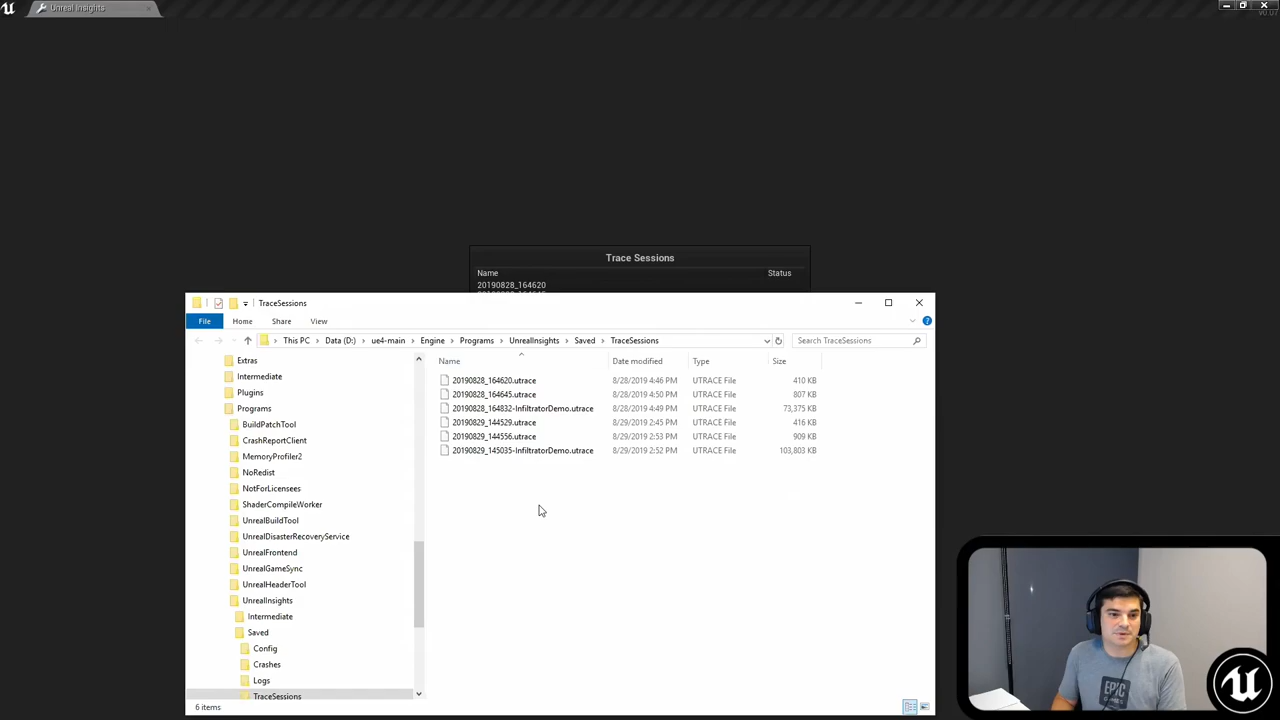 Unreal Insights
Trace Sessions
Name Status
20190828_164620
TraceSessions
File Home Share View
This PC Data (D:) ue4-main Engine Programs UnrealInsights Saved TraceSessions Search TraceSessions
Name Date modified Type Size
20190828_164620.utrace 8/28/2019 4:46 PM UTRACE File 410 KB
20190828_164645.utrace 8/28/2019 4:50 PM UTRACE File 807 KB
20190828_164832-InfiltratorDemo.utrace 8/28/2019 4:49 PM UTRACE File 73,375 KB
20190829_144529.utrace 8/29/2019 2:45 PM UTRACE File 416 KB
20190829_144556.utrace 8/29/2019 2:53 PM UTRACE File 909 KB
20190829_145035-InfiltratorDemo.utrace 8/29/2019 2:52 PM UTRACE File 103,803 KB
Extras
Intermediate
Plugins
Programs
BuildPatchTool
CrashReportClient
MemoryProfiler2
NoRedist
NotForLicensees
ShaderCompileWorker
UnrealBuildTool
UnrealDisasterRecoveryService
UnrealFrontend
UnrealGameSync
UnrealHeaderTool
UnrealInsights
Intermediate
Saved
Config
Crashes
Logs
TraceSessions
6 items
EPIC
GAMES